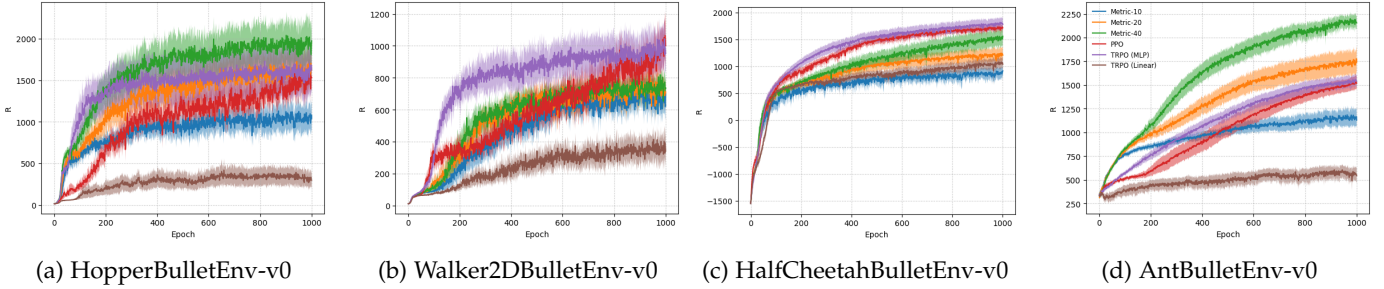 2000
1500
1000
500
0
R
0
200
400
600
800
1000
Epoch
1200
1000
800
600
400
200
0
R
0
200
400
600
800
1000
Epoch
2000
1500
1000
500
0
−500
−1000
−1500
R
0
200
400
600
800
1000
Epoch
2250
2000
1750
1500
1250
1000
750
500
250
R
0
200
400
600
800
1000
Epoch
Metric-10
Metric-20
Metric-40
PPO
TRPO (MLP)
TRPO (Linear)
(a) HopperBulletEnv-v0
(b) Walker2DBulletEnv-v0
(c) HalfCheetahBulletEnv-v0
(d) AntBulletEnv-v0